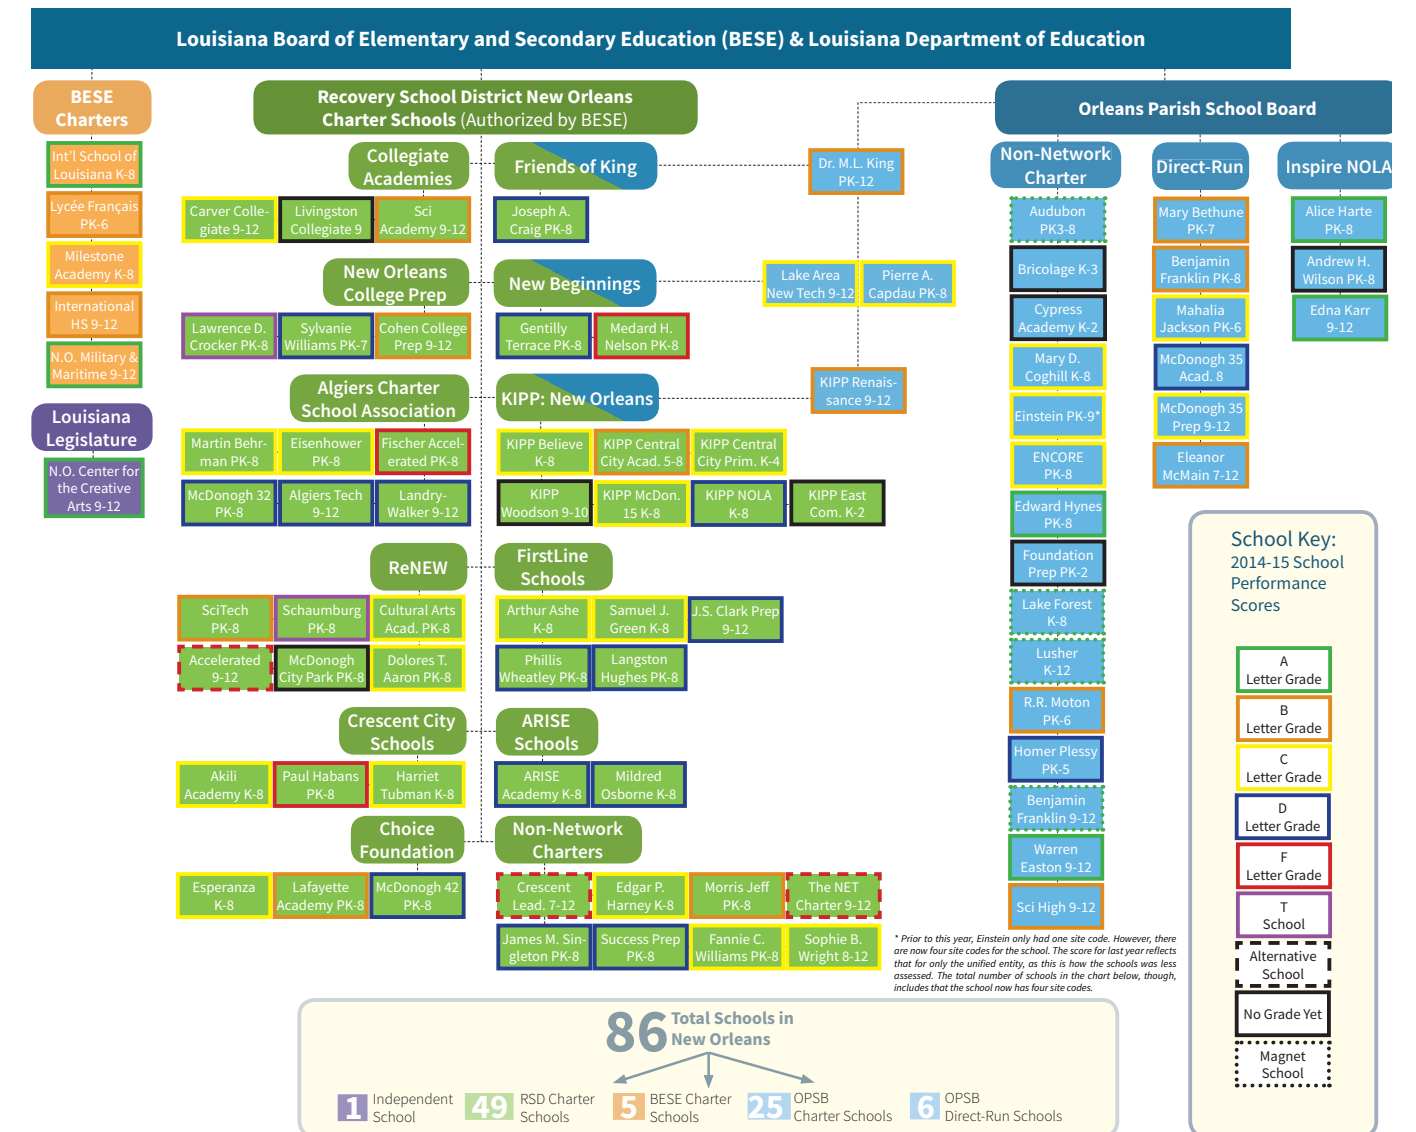 Louisiana Board of Elementary and Secondary Education (BESE) & Louisiana Department of Education
BESE
Charters
Int'l School of
Louisiana K-8
Lycée Français
PK-6
Milestone
Academy K-8
International
HS 9-12
N.O. Military &
Maritime 9-12
Louisiana
Legislature
N.O. Center for
the Creative
Arts 9-12
Recovery School District New Orleans
Charter Schools (Authorized by BESE)
Collegiate
Academies
Carver Colle-
giate 9-12
Livingston
Collegiate 9
Sci
Academy 9-12
Friends of King
Joseph A.
Craig PK-8
Dr. M.L. King
PK-12
New Orleans
College Prep
Lawrence D.
Crocker PK-8
Sylvanie
Williams PK-7
Cohen College
Prep 9-12
New Beginnings
Gentilly
Terrace PK-8
Medard H.
Nelson PK-8
Lake Area
New Tech 9-12
Pierre A.
Capdau PK-8
Algiers Charter
School Association
Martin Behr-
man PK-8
Eisenhower
PK-8
Fischer Accel-
erated PK-8
McDonogh 32
PK-8
Algiers Tech
9-12
Landry-
Walker 9-12
KIPP: New Orleans
KIPP Believe
K-8
KIPP Central
City Acad. 5-8
KIPP Central
City Prim. K-4
KIPP
Woodson 9-10
KIPP McDon.
15 K-8
KIPP NOLA
K-8
KIPP East
Com. K-2
KIPP Renais-
sance 9-12
ReNEW
SciTech
PK-8
Schaumburg
PK-8
Cultural Arts
Acad. PK-8
Accelerated
9-12
McDonogh
City Park PK-8
Dolores T.
Aaron PK-8
FirstLine
Schools
Arthur Ashe
K-8
Samuel J.
Green K-8
J.S. Clark Prep
9-12
Phillis
Wheatley PK-8
Langston
Hughes PK-8
Crescent City
Schools
Akili
Academy K-8
Paul Habans
PK-8
Harriet
Tubman K-8
ARISE
Schools
ARISE
Academy K-8
Mildred
Osborne K-8
Choice
Foundation
Esperanza
K-8
Lafayette
Academy PK-8
McDonogh 42
PK-8
Non-Network
Charters
Crescent
Lead. 7-12
Edgar P.
Harney K-8
Morris Jeff
PK-8
The NET
Charter 9-12
James M. Sin-
gleton PK-8
Success Prep
PK-8
Fannie C.
Williams PK-8
Sophie B.
Wright 8-12
Orleans Parish School Board
Non-Network
Charter
Audubon
PK3-8
Bricolage K-3
Cypress
Academy K-2
Mary D.
Coghill K-8
Einstein PK-9*
ENCORE
PK-8
Edward Hynes
PK-8
Foundation
Prep PK-2
Lake Forest
K-8
Lusher
K-12
R.R. Moton
PK-6
Homer Plessy
PK-5
Benjamin
Franklin 9-12
Warren
Easton 9-12
Sci High 9-12
Direct-Run
Mary Bethune
PK-7
Benjamin
Franklin PK-8
Mahalia
Jackson PK-6
McDonogh 35
Acad. 8
McDonogh 35
Prep 9-12
Eleanor
McMain 7-12
Inspire NOLA
Alice Harte
PK-8
Andrew H.
Wilson PK-8
Edna Karr
9-12
* Prior to this year, Einstein only had one site code. However, there
are now four site codes for the school. The score for last year reflects
that for only the unified entity, as this is how the schools was less
assessed. The total number of schools in the chart below, though,
includes that the school now has four site codes.
School Key:
2014-15 School
Performance
Scores
A
Letter Grade
B
Letter Grade
C
Letter Grade
D
Letter Grade
F
Letter Grade
T
School
Alternative
School
No Grade Yet
Magnet
School
86 Total Schools in
New Orleans
1 Independent
School
49 RSD Charter
Schools
5 BESE Charter
Schools
25 OPSB
Charter Schools
6 OPSB
Direct-Run Schools